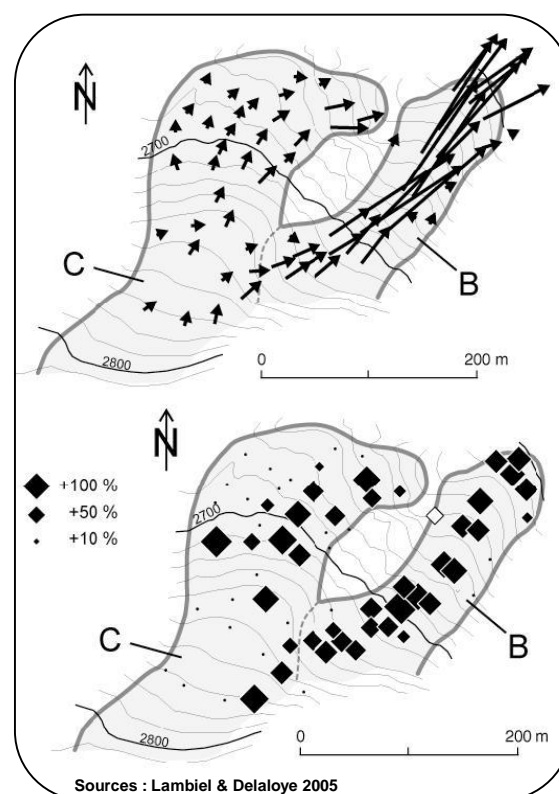 N
2700
C
B
2800
0 200 m
N
+100 %
+50 %
+10 %
2700
C
B
2800
0 200 m
Sources : Lambiel & Delaloye 2005